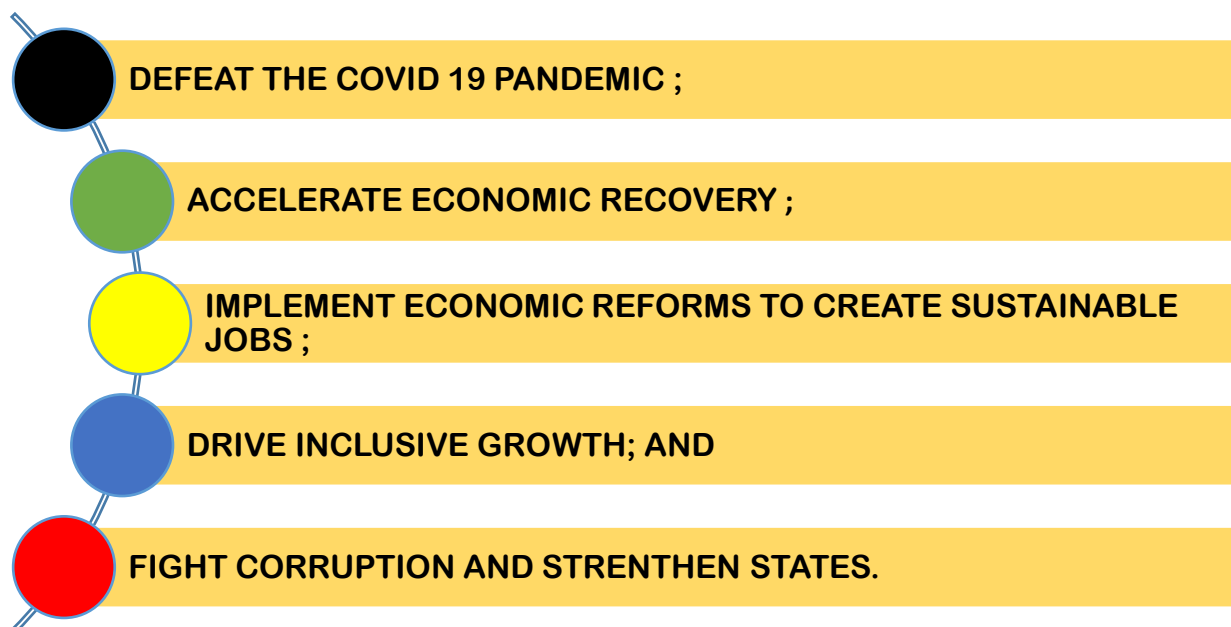 DEFEAT THE COVID 19 PANDEMIC ;
ACCELERATE ECONOMIC RECOVERY ;
IMPLEMENT ECONOMIC REFORMS TO CREATE SUSTAINABLE
JOBS ;
DRIVE INCLUSIVE GROWTH; AND
FIGHT CORRUPTION AND STRENTHEN STATES.